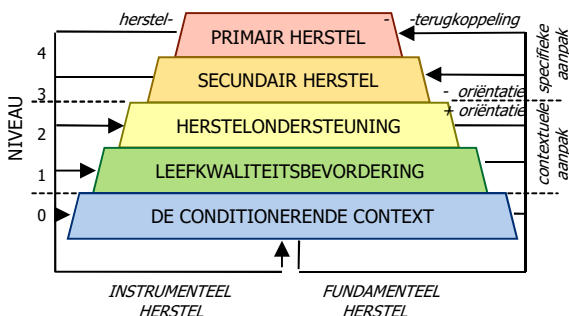 herstel-
- -terugkoppeling
4
PRIMAIR HERSTEL
specifieke
aanpak
SECUNDAIR HERSTEL
3
- oriëntatie
+ oriëntatie
NIVEAU
2
HERSTELONDERSTEUNING
contextuele
aanpak
1
LEEFKWALITEITSBEVORDERING
0
DE CONDITIONERENDE CONTEXT
INSTRUMENTEEL
HERSTEL
FUNDAMENTEEL
HERSTEL